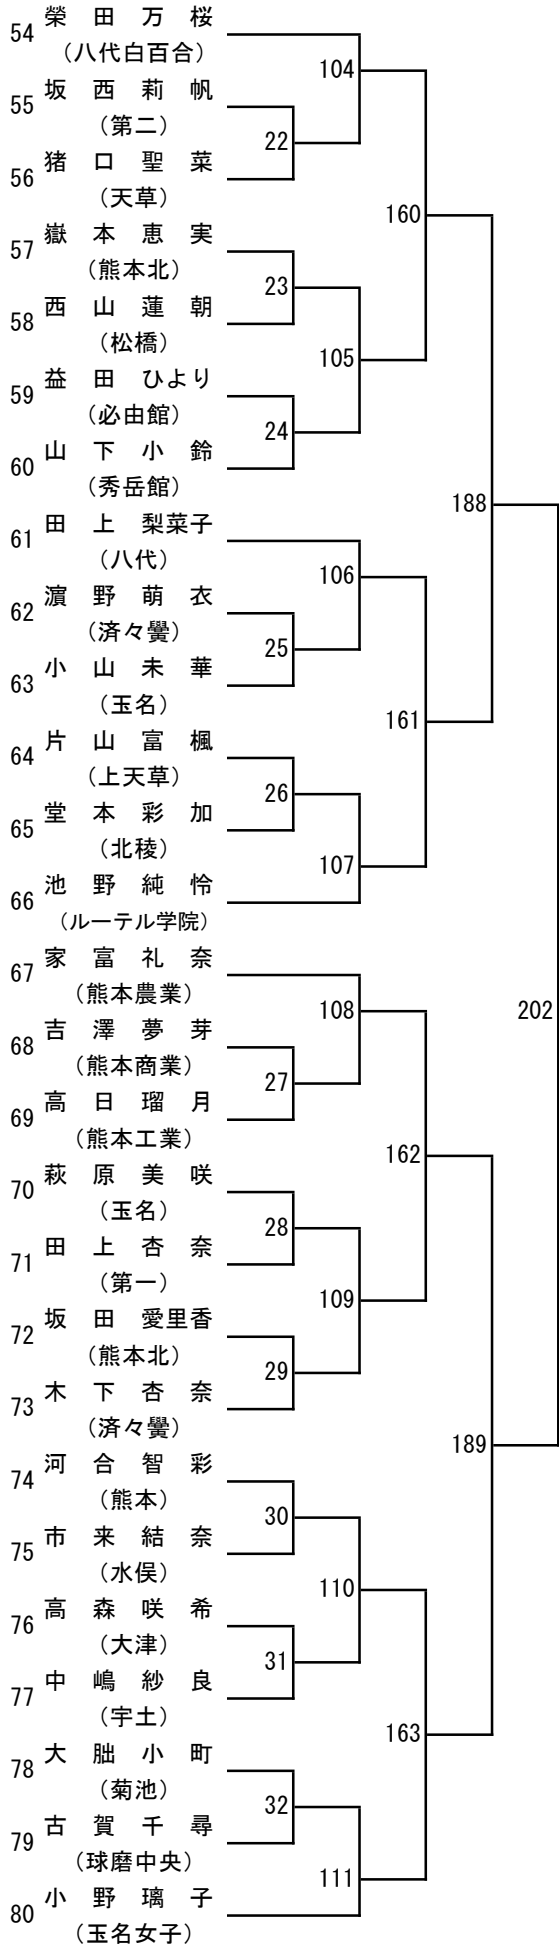 54 榮田万桜
(八代白百合)
104
55 坂西莉帆
(第二)
22
56 猪口聖菜
(天草)
160
57 嶽本恵実
(熊本北)
23
58 西山蓮朝
(松橋)
105
59 益田ひより
(必由館)
24
60 山下小鈴
(秀岳館)
188
61 田上梨菜子
(八代)
106
62 濵野萌衣
(済々黌)
25
63 小山未華
(玉名)
161
64 片山富楓
(上天草)
26
65 堂本彩加
(北稜)
107
66 池野純怜
(ルーテル学院)
67 家富礼奈
(熊本農業)
108
202
68 吉澤夢芽
(熊本商業)
27
69 高日瑠月
(熊本工業)
162
70 萩原美咲
(玉名)
28
71 田上杏奈
(第一)
109
72 坂田愛里香
(熊本北)
29
73 木下杏奈
(済々黌)
189
74 河合智彩
(熊本)
30
75 市来結奈
(水俣)
110
76 高森咲希
(大津)
31
77 中嶋紗良
(宇土)
163
78 大朏小町
(菊池)
32
79 古賀千尋
(球磨中央)
111
80 小野璃子
(玉名女子)